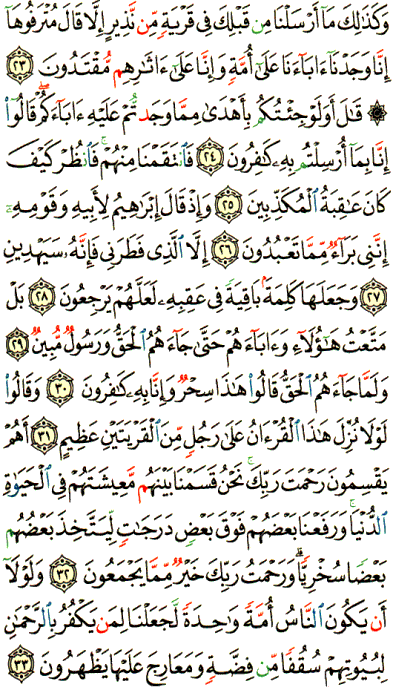 وَكَذَٰلِكَ مَآ أَرْسَلْنَا مِن قَبْلِكَ فِى قَرْيَةٍ مِّن نَّذِيرٍ إِلَّا قَالَ مُتْرَفُوهَآ
إِنَّا وَجَدْنَآ ءَابَآءَنَا عَلَىٰٓ أُمَّةٍ وَإِنَّا عَلَىٰٓ ءَاثَٰرِهِم مُّقْتَدُونَ ٢٣
۞ قَٰلَ أَوَلَوْ جِئْتُكُم بِأَهْدَىٰ مِمَّا وَجَدتُّمْ عَلَيْهِ ءَابَآءَكُمْ ۖ قَالُوٓا۟
إِنَّا بِمَآ أُرْسِلْتُم بِهِۦ كَٰفِرُونَ ٢٤ فَٱنتَقَمْنَا مِنْهُمْ ۖ فَٱنظُرْ كَيْفَ
كَانَ عَٰقِبَةُ ٱلْمُكَذِّبِينَ ٢٥ وَإِذْ قَالَ إِبْرَٰهِيمُ لِأَبِيهِ وَقَوْمِهِۦٓ
إِنَّنِى بَرَآءٌ مِّمَّا تَعْبُدُونَ ٢٦ إِلَّا ٱلَّذِى فَطَرَنِى فَإِنَّهُۥ سَيَهْدِينِ
٢٧ وَجَعَلَهَا كَلِمَةًۢ بَاقِيَةً فِى عَقِبِهِۦ لَعَلَّهُمْ يَرْجِعُونَ ٢٨ بَلْ
مَتَّعْتُ هَٰٓؤُلَآءِ وَءَابَآءَهُمْ حَتَّىٰ جَآءَهُمُ ٱلْحَقُّ وَرَسُولٌ مُّبِينٌ ٢٩
وَلَمَّا جَآءَهُمُ ٱلْحَقُّ قَالُوا۟ هَٰذَا سِحْرٌ وَإِنَّا بِهِۦ كَٰفِرُونَ ٣٠ وَقَالُوا۟
لَوْلَا نُزِّلَ هَٰذَا ٱلْقُرْءَانُ عَلَىٰ رَجُلٍ مِّنَ ٱلْقَرْيَتَيْنِ عَظِيمٍ ٣١ أَهُمْ
يَقْسِمُونَ رَحْمَتَ رَبِّكَ ۚ نَحْنُ قَسَمْنَا بَيْنَهُم مَّعِيشَتَهُمْ فِى ٱلْحَيَوٰةِ
ٱلدُّنْيَا ۚ وَرَفَعْنَا بَعْضَهُمْ فَوْقَ بَعْضٍ دَرَجَٰتٍ لِّيَتَّخِذَ بَعْضُهُم
بَعْضًا سُخْرِيًّا ۗ وَرَحْمَتُ رَبِّكَ خَيْرٌ مِّمَّا يَجْمَعُونَ ٣٢ وَلَوْلَآ
أَن يَكُونَ ٱلنَّاسُ أُمَّةً وَٰحِدَةً لَّجَعَلْنَا لِمَن يَكْفُرُ بِٱلرَّحْمَٰنِ
لِبُيُوتِهِمْ سُقُفًا مِّن فِضَّةٍ وَمَعَارِجَ عَلَيْهَا يَظْهَرُونَ ٣٣